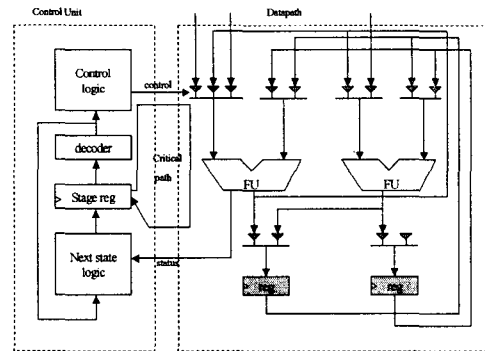 Control Unit
Datapath
Control
logic
control
decoder
Critical
path
Stage reg
FU
FU
Next state
logic
status
reg
reg